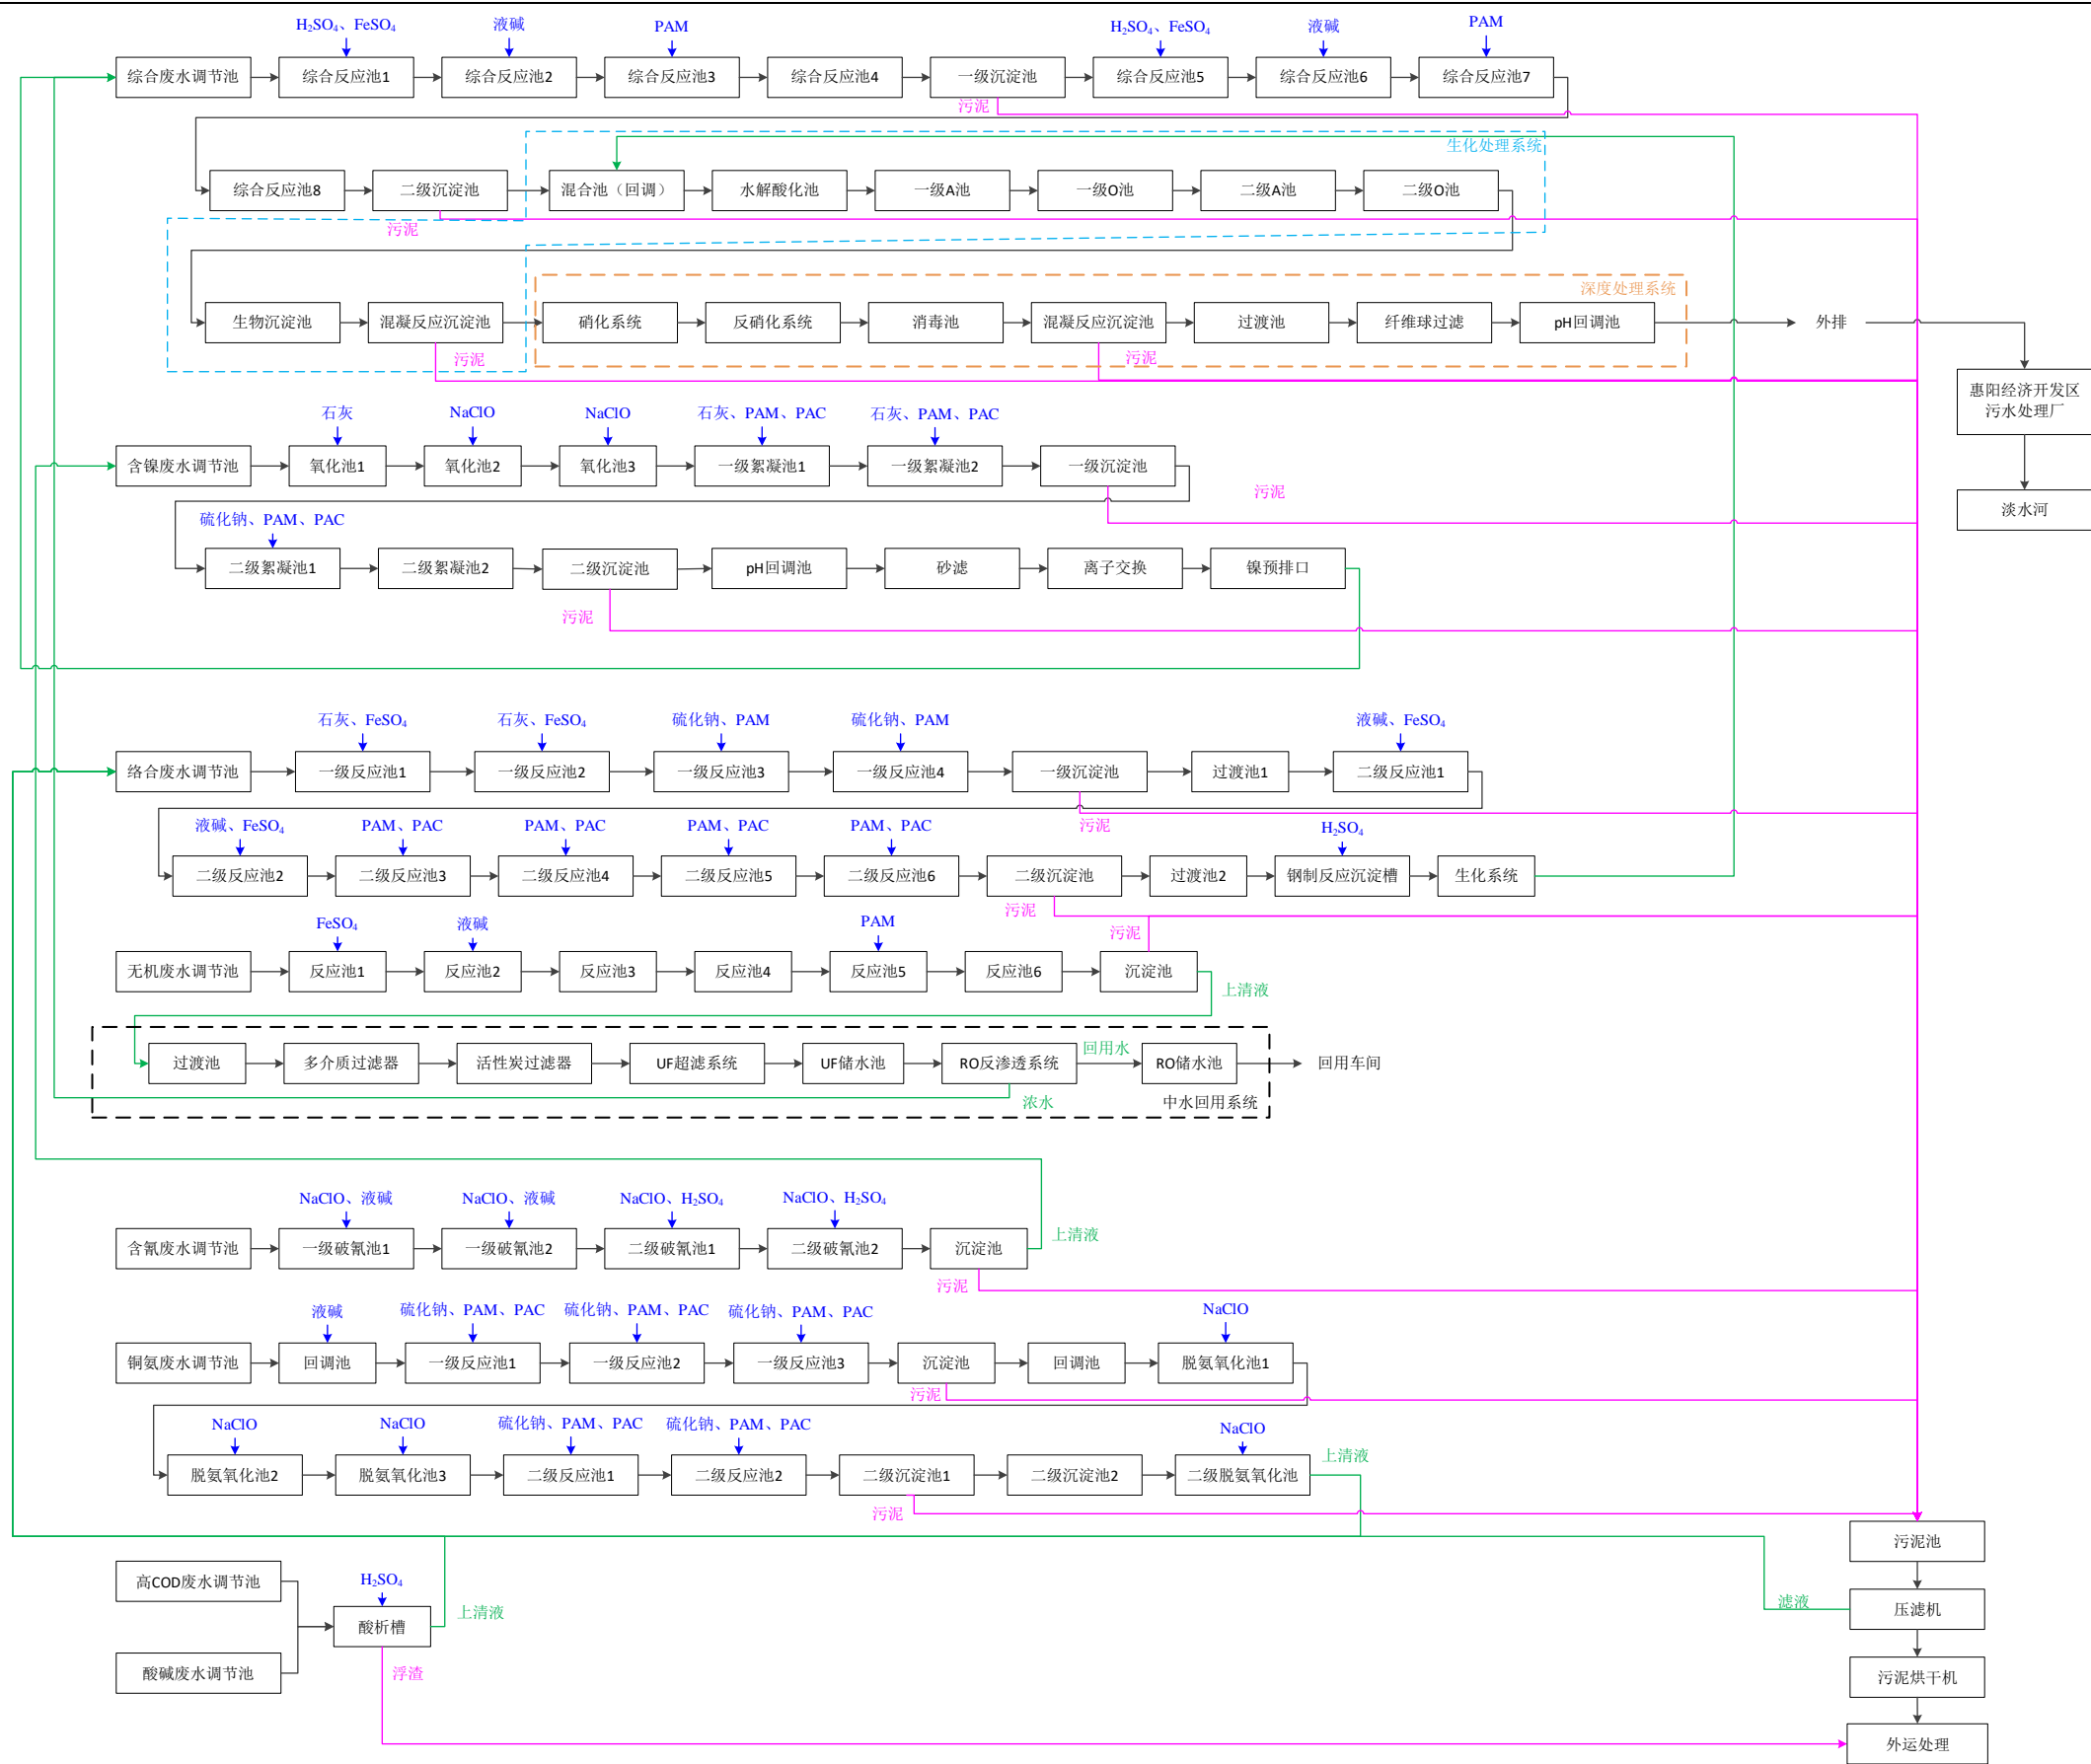 H₂SO₄、FeSO₄
液碱
PAM
H₂SO₄、FeSO₄
液碱
PAM
综合废水调节池
综合反应池1
综合反应池2
综合反应池3
综合反应池4
一级沉淀池
综合反应池5
综合反应池6
综合反应池7
污泥
生化处理系统
综合反应池8
二级沉淀池
混合池（回调）
水解酸化池
一级A池
一级O池
二级A池
二级O池
污泥
深度处理系统
生物沉淀池
混凝反应沉淀池
硝化系统
反硝化系统
消毒池
混凝反应沉淀池
过渡池
纤维球过滤
pH回调池
外排
污泥
污泥
惠阳经济开发区
污水处理厂
石灰
NaClO
NaClO
石灰、PAM、PAC
石灰、PAM、PAC
含镍废水调节池
氧化池1
氧化池2
氧化池3
一级絮凝池1
一级絮凝池2
一级沉淀池
污泥
淡水河
硫化钠、PAM、PAC
二级絮凝池1
二级絮凝池2
二级沉淀池
pH回调池
砂滤
离子交换
镍预排口
污泥
石灰、FeSO₄
石灰、FeSO₄
硫化钠、PAM
硫化钠、PAM
液碱、FeSO₄
络合废水调节池
一级反应池1
一级反应池2
一级反应池3
一级反应池4
一级沉淀池
过渡池1
二级反应池1
污泥
液碱、FeSO₄
PAM、PAC
PAM、PAC
PAM、PAC
PAM、PAC
H₂SO₄
二级反应池2
二级反应池3
二级反应池4
二级反应池5
二级反应池6
二级沉淀池
过渡池2
钢制反应沉淀槽
生化系统
污泥
FeSO₄
液碱
PAM
污泥
无机废水调节池
反应池1
反应池2
反应池3
反应池4
反应池5
反应池6
沉淀池
上清液
过渡池
多介质过滤器
活性炭过滤器
UF超滤系统
UF储水池
RO反渗透系统
回用水
RO储水池
回用车间
浓水
中水回用系统
NaClO、液碱
NaClO、液碱
NaClO、H₂SO₄
NaClO、H₂SO₄
含氰废水调节池
一级破氰池1
一级破氰池2
二级破氰池1
二级破氰池2
沉淀池
上清液
污泥
液碱
硫化钠、PAM、PAC
硫化钠、PAM、PAC
硫化钠、PAM、PAC
NaClO
铜氨废水调节池
回调池
一级反应池1
一级反应池2
一级反应池3
沉淀池
回调池
脱氨氧化池1
污泥
NaClO
NaClO
硫化钠、PAM、PAC
硫化钠、PAM、PAC
NaClO
上清液
脱氨氧化池2
脱氨氧化池3
二级反应池1
二级反应池2
二级沉淀池1
二级沉淀池2
二级脱氨氧化池
污泥
污泥池
高COD废水调节池
H₂SO₄
酸析槽
上清液
滤液
压滤机
酸碱废水调节池
浮渣
污泥烘干机
外运处理